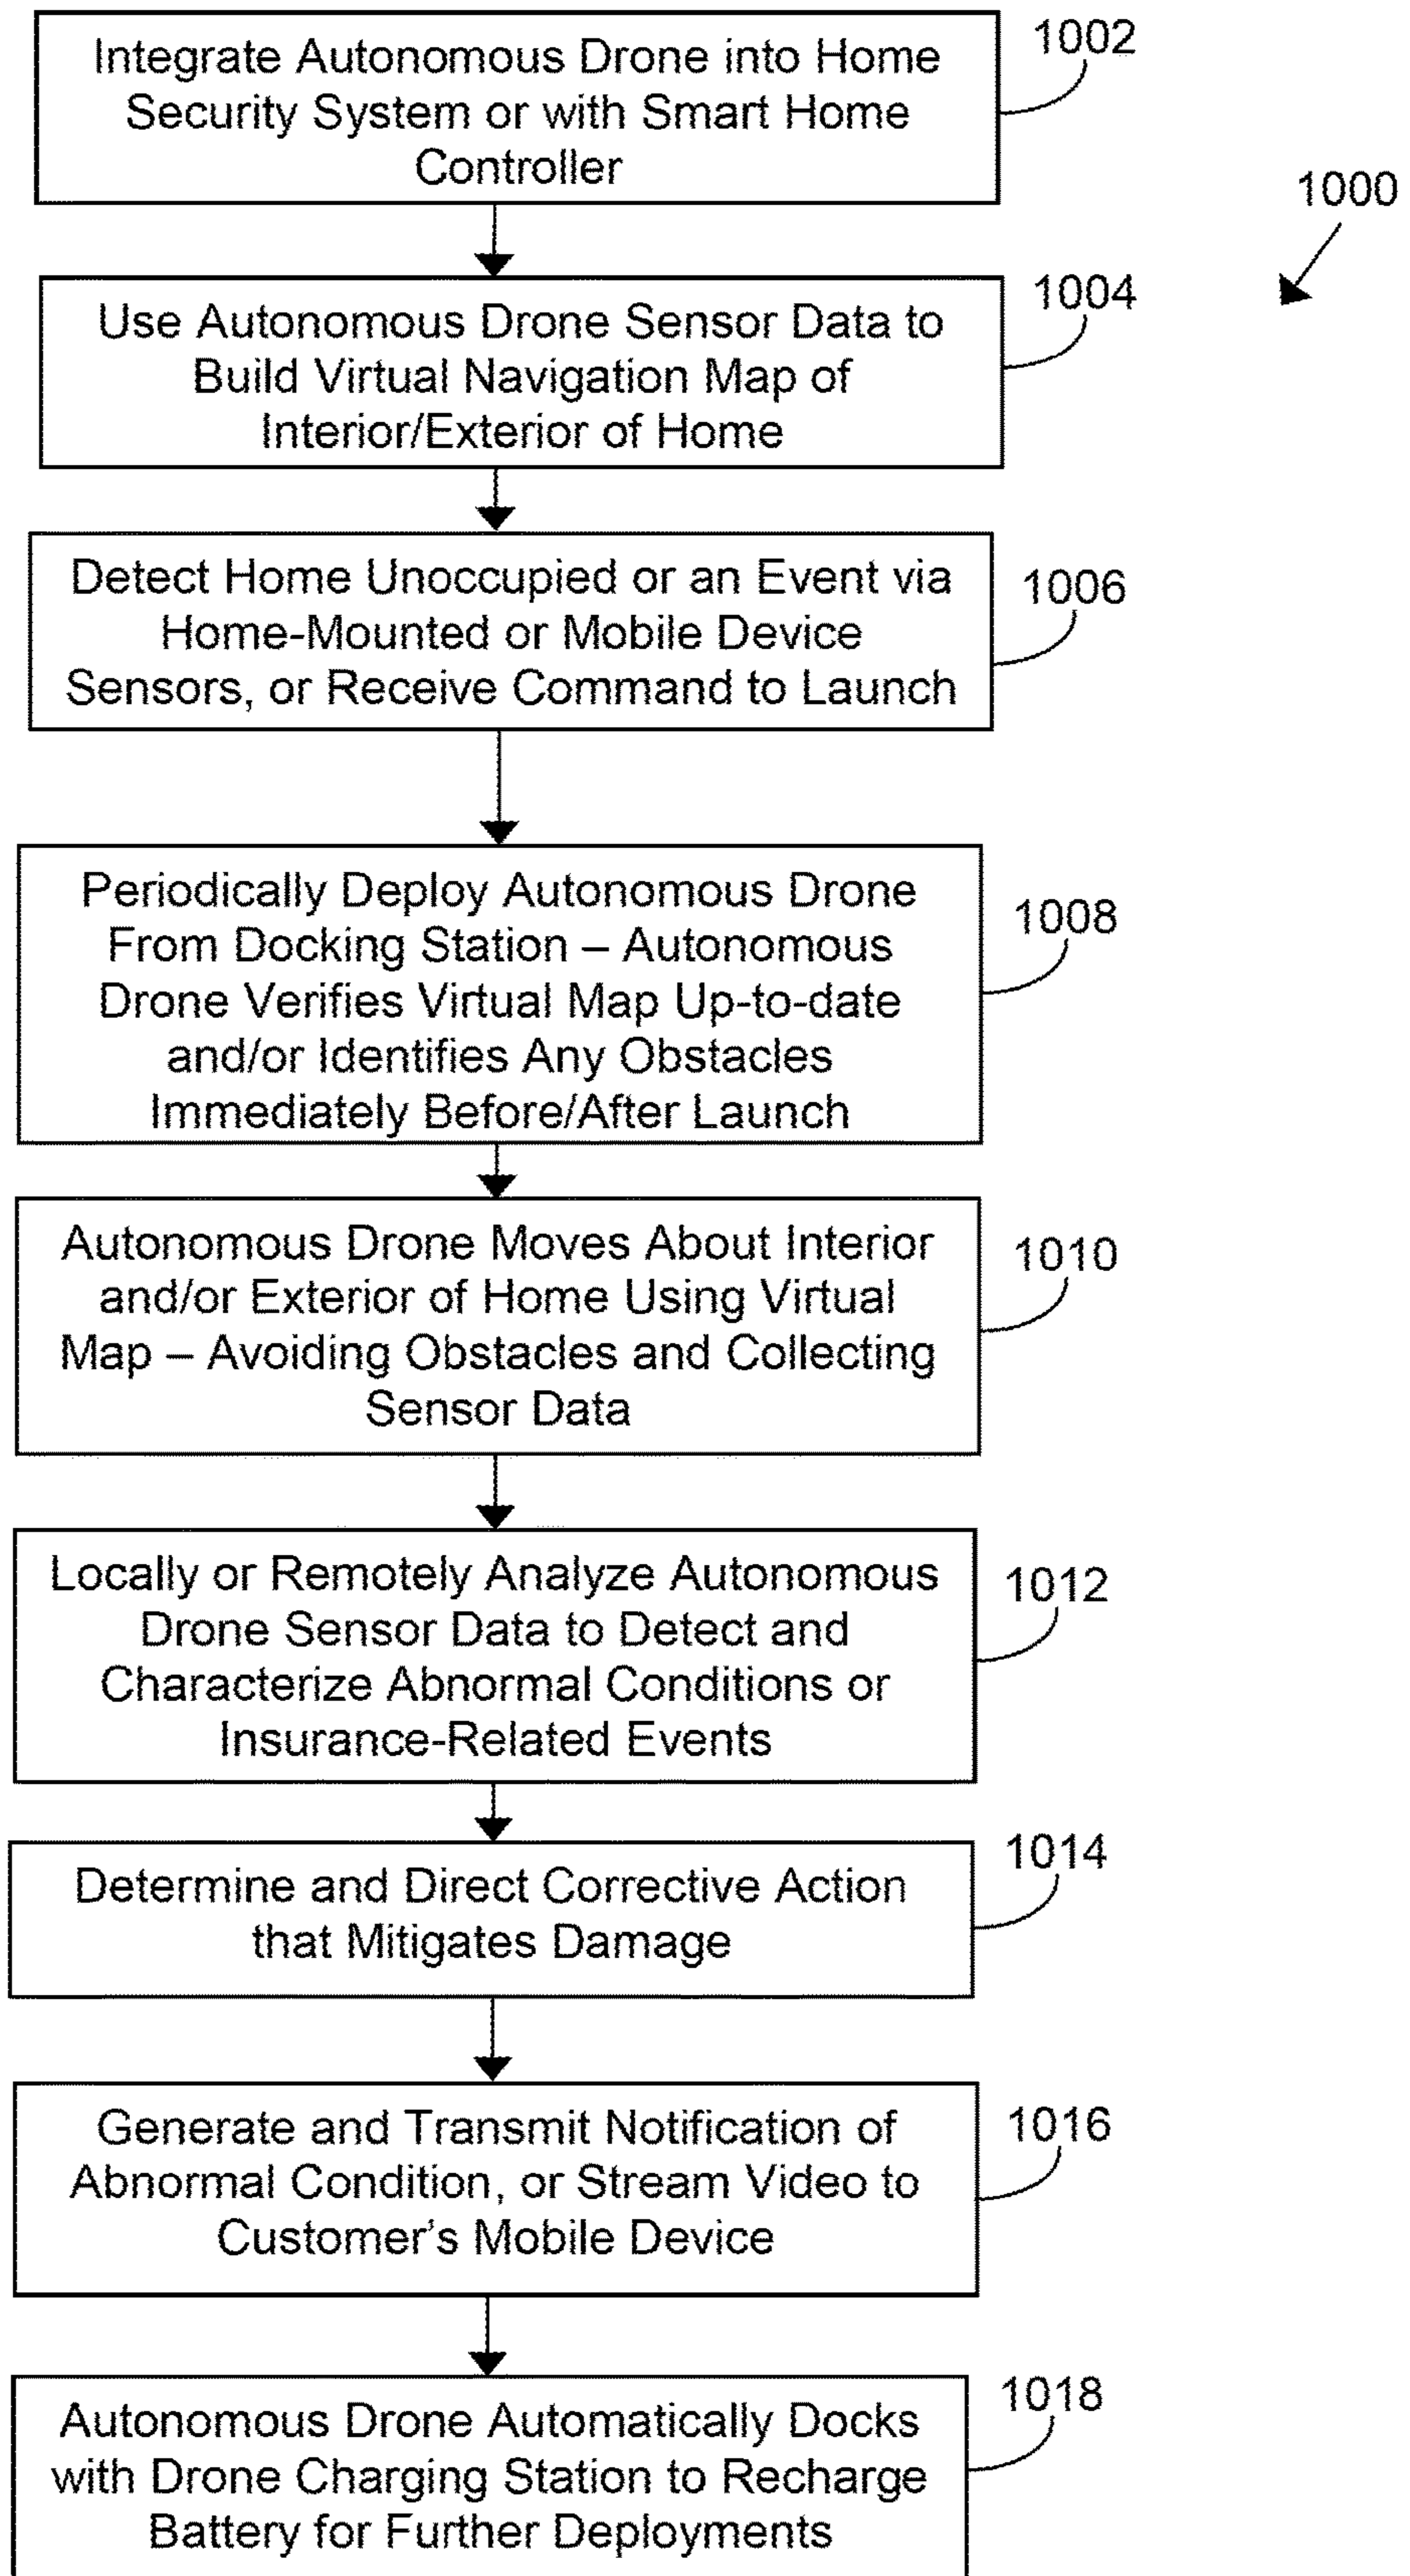 Integrate Autonomous Drone into Home
Security System or with Smart Home
Controller
1002
1000
Use Autonomous Drone Sensor Data to
Build Virtual Navigation Map of
Interior/Exterior of Home
1004
Detect Home Unoccupied or an Event via
Home-Mounted or Mobile Device
Sensors, or Receive Command to Launch
1006
Periodically Deploy Autonomous Drone
From Docking Station – Autonomous
Drone Verifies Virtual Map Up-to-date
and/or Identifies Any Obstacles
Immediately Before/After Launch
1008
Autonomous Drone Moves About Interior
and/or Exterior of Home Using Virtual
Map – Avoiding Obstacles and Collecting
Sensor Data
1010
Locally or Remotely Analyze Autonomous
Drone Sensor Data to Detect and
Characterize Abnormal Conditions or
Insurance-Related Events
1012
Determine and Direct Corrective Action
that Mitigates Damage
1014
Generate and Transmit Notification of
Abnormal Condition, or Stream Video to
Customer's Mobile Device
1016
Autonomous Drone Automatically Docks
with Drone Charging Station to Recharge
Battery for Further Deployments
1018